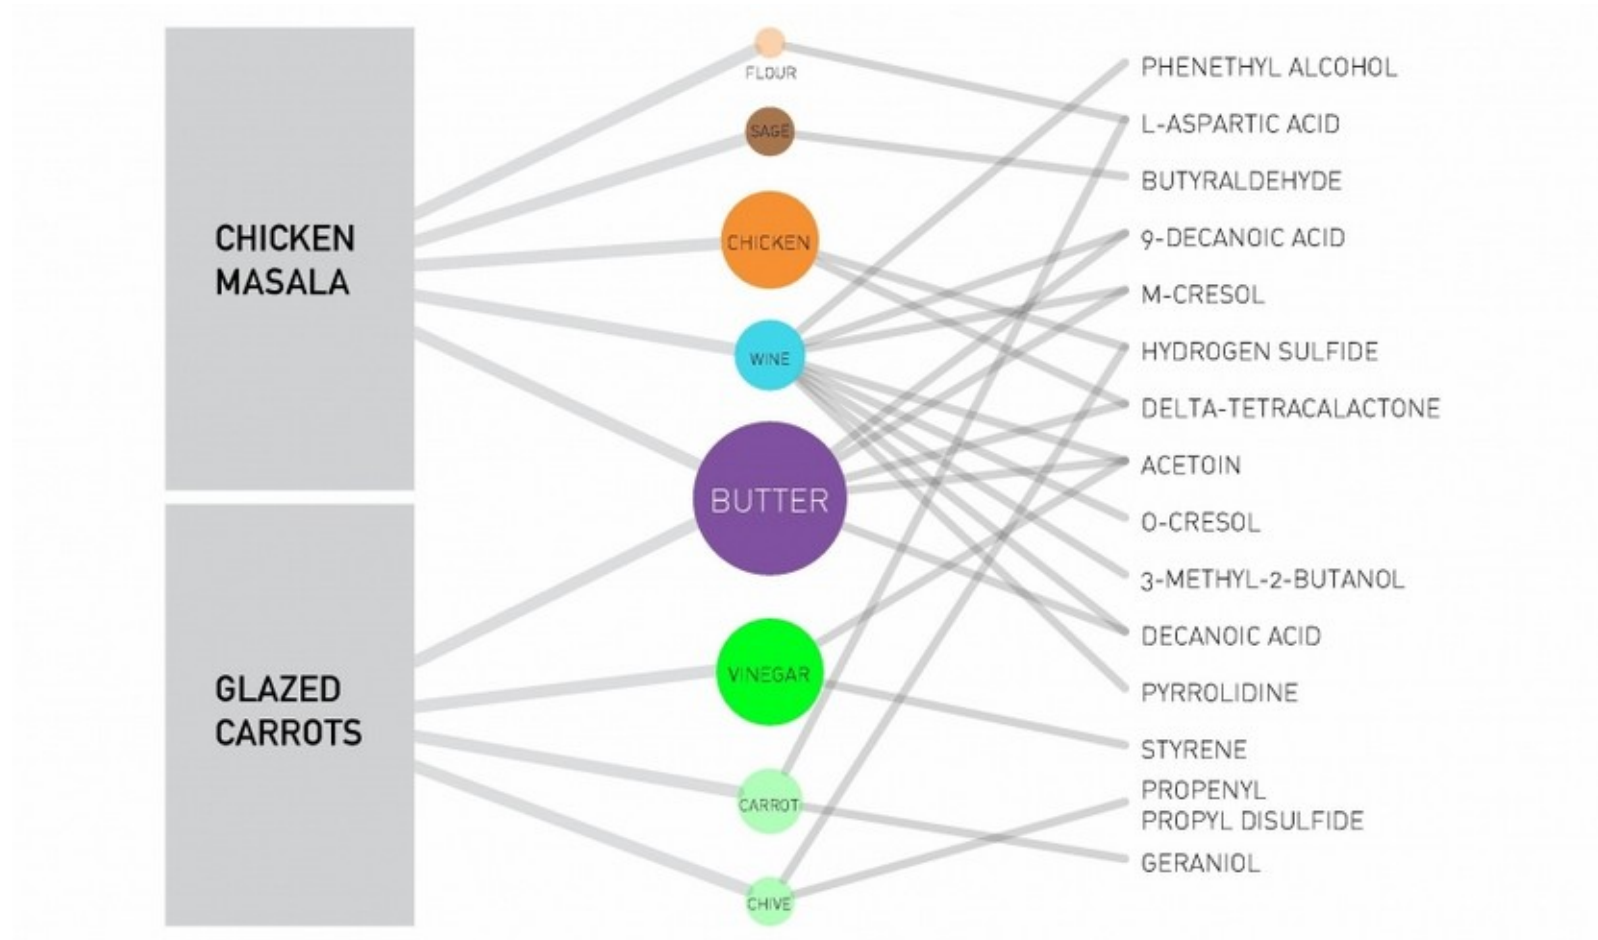 CHICKEN
MASALA
GLAZED
CARROTS
FLOUR
SAGE
CHICKEN
WINE
BUTTER
VINEGAR
CARROT
CHIVE
PHENETHYL ALCOHOL
L-ASPARTIC ACID
BUTYRALDEHYDE
9-DECANOIC ACID
M-CRESOL
HYDROGEN SULFIDE
DELTA-TETRACALACTONE
ACETOIN
O-CRESOL
3-METHYL-2-BUTANOL
DECANOIC ACID
PYRROLIDINE
STYRENE
PROPENYL
PROPYL DISULFIDE
GERANIOL